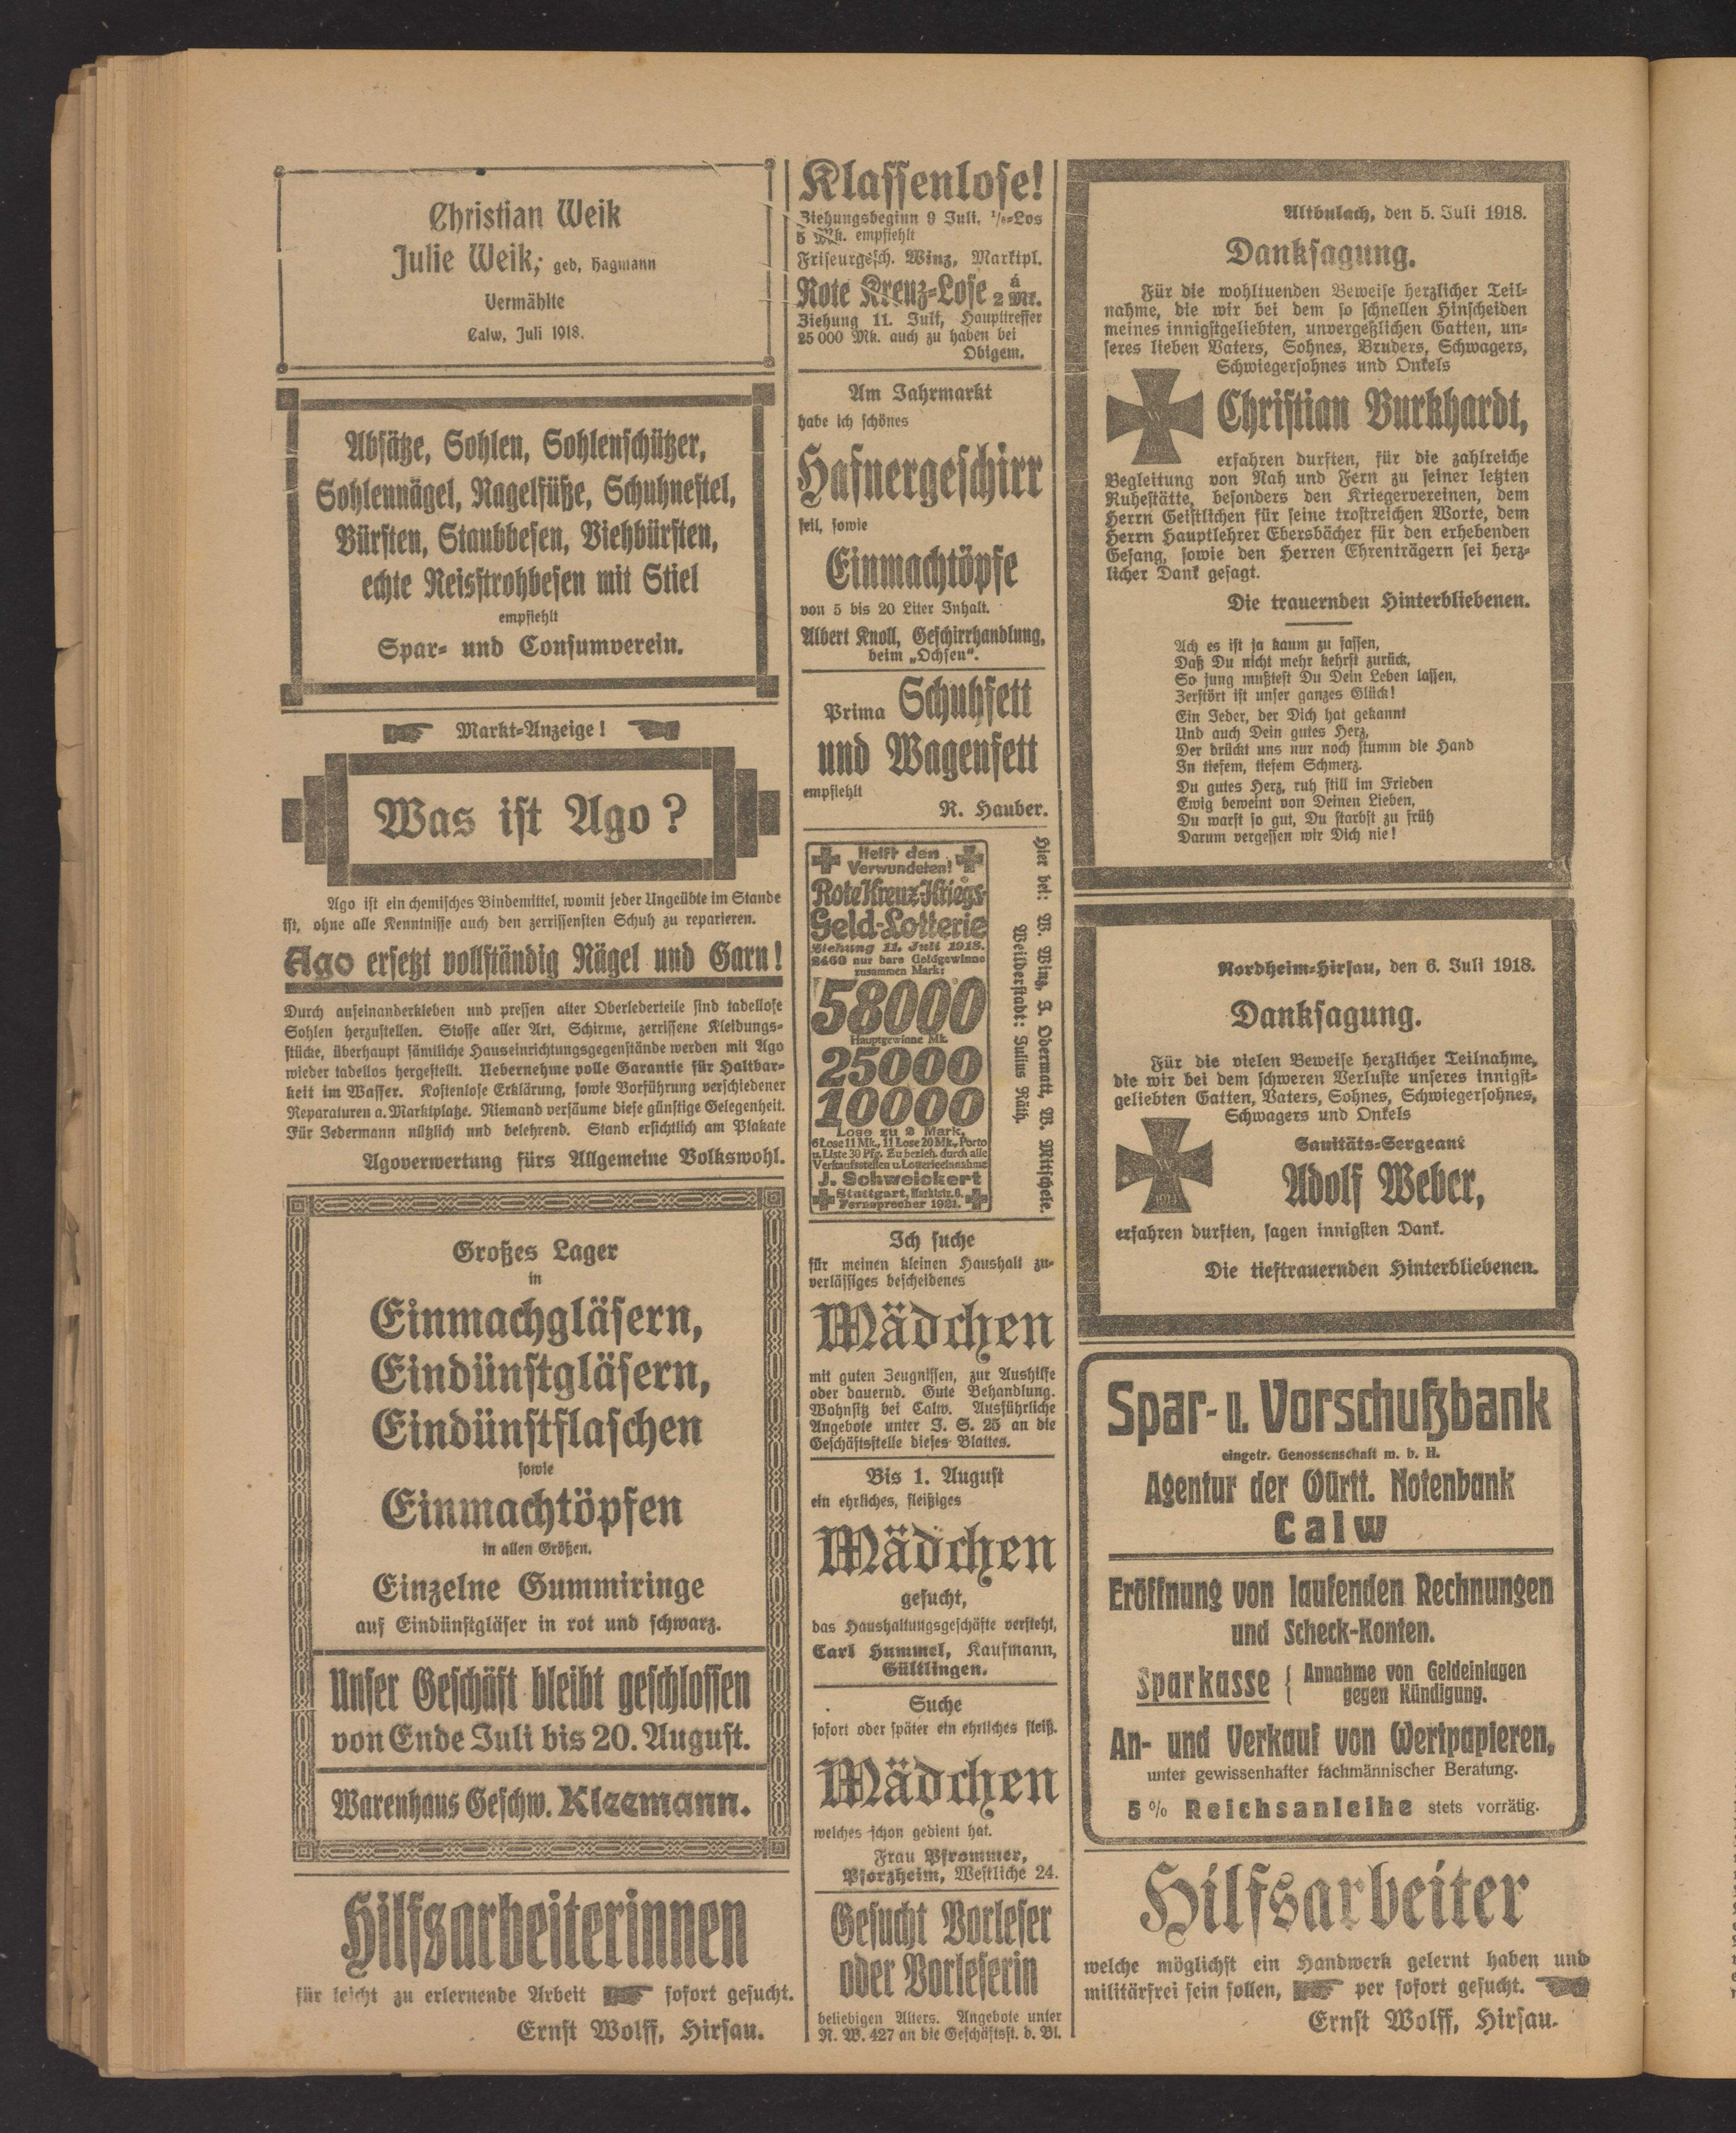 Christian Weik
Julie Weik, geb. Hagmann
Vermählte
Calw, Juli 1918.
Absätze, Sohlen, Sohlenschützer,
Sohlennägel, Nagelfüße, Schuhnestel,
Bürsten, Staubbesen, Viehbürsten,
echte Reisstrohbesen mit Stiel
empfiehlt
Spar- und Consumverein.
Markt-Anzeige!
Was ist Ago?
Ago ist ein chemisches Bindemittel, womit jeder Ungeübte im Stande
ist, ohne alle Kenntnisse auch den zerrissensten Schuh zu reparieren.
Ago ersetzt vollständig Nägel und Garn!
Durch aufeinanderkleben und pressen alter Oberlederteile sind tadellose
Sohlen herzustellen. Stoffe aller Art, Schirme, zerrissene Kleidungs-
stücke, überhaupt sämtliche Hauseinrichtungsgegenstände werden mit Ago
wieder tadellos hergestellt. Uebernehme volle Garantie für Haltbar-
keit im Wasser. Kostenlose Erklärung, sowie Vorführung verschiedener
Reparaturen a. Marktplatze. Niemand versäume diese günstige Gelegenheit.
Für Jedermann nützlich und belehrend. Stand ersichtlich am Plakate
Agoverwertung fürs Allgemeine Volkswohl.
Großes Lager
in
Einmachgläsern,
Eindünstgläsern,
Eindünstflaschen
sowie
Einmachtöpfen
in allen Größen.
Einzelne Gummiringe
auf Eindünstgläser in rot und schwarz.
Unser Geschäft bleibt geschlossen
von Ende Juli bis 20. August.
Warenhaus Geschw. Kleemann.
Hilfsarbeiterinnen
für leicht zu erlernende Arbeit sofort gesucht.
Ernst Wolff, Hirsau.
Klassenlose!
Ziehungsbeginn 9 Juli, 1/8-Los
5 Mk. empfiehlt
Friseurgesch. Winz, Marktpl.
Rote Kreuz-Lose à 2 Mk.
Ziehung 11. Juli, Haupttreffer
25 000 Mk. auch zu haben bei
Obigem.
Am Jahrmarkt
habe ich schönes
Hafnergeschirr
feil, sowie
Einmachtöpfe
von 5 bis 20 Liter Inhalt.
Albert Knoll, Geschirrhandlung,
beim „Ochsen“.
Prima Schuhfett
und Wagenfett
empfiehlt
R. Hauber.
Helft den
Verwundeten!
Rote Kreuz-Kriegs-
Geld-Lotterie
Ziehung 11. Juli 1918.
2460 nur bare Geldgewinne
zusammen Mark:
58000
Hauptgewinne Mk.
25000
10000
Lose zu 2 Mark,
6 Lose 11 Mk., 11 Lose 20 Mk., Porto
u. Liste 30 Pfg. Zu bezieh. durch alle
Verkaufsstellen u. Lotterieeinnahme
J. Schweickert
Stuttgart, Marktstr. 6.
Fernsprecher 1921.
Hier bei: W. Winz, J. Odermatt, W. Mitschele.
Weilderstadt: Julius Räth.
Ich suche
für meinen kleinen Haushalt zu-
verlässiges bescheidenes
Mädchen
mit guten Zeugnissen, zur Aushilfe
oder dauernd. Gute Behandlung.
Wohnsitz bei Calw. Ausführliche
Angebote unter J. S. 25 an die
Geschäftsstelle dieses Blattes.
Bis 1. August
ein ehrliches, fleißiges
Mädchen
gesucht,
das Haushaltungsgeschäfte versteht,
Carl Hummel, Kaufmann,
Gültlingen.
Suche
sofort oder später ein ehrliches fleiß.
Mädchen
welches schon gedient hat.
Frau Pfrommer,
Pforzheim, Westliche 24.
Gesucht Vorleser
oder Vorleserin
beliebigen Alters. Angebote unter
N. W. 427 an die Geschäftsst. d. Bl.
Altbulach, den 5. Juli 1918.
Danksagung.
Für die wohltuenden Beweise herzlicher Teil-
nahme, die wir bei dem so schnellen Hinscheiden
meines innigstgeliebten, unvergeßlichen Gatten, un-
seres lieben Vaters, Sohnes, Bruders, Schwagers,
Schwiegersohnes und Onkels
Christian Burkhardt,
erfahren durften, für die zahlreiche
Begleitung von Nah und Fern zu seiner letzten
Ruhestätte, besonders den Kriegervereinen, dem
Herrn Geistlichen für seine trostreichen Worte, dem
Herrn Hauptlehrer Ebersbächer für den erhebenden
Gesang, sowie den Herren Ehrenträgern sei herz-
licher Dank gesagt.
Die trauernden Hinterbliebenen.
Ach es ist ja kaum zu fassen,
Daß Du nicht mehr kehrst zurück,
So jung mußtest Du Dein Leben lassen,
Zerstört ist unser ganzes Glück!
Ein Jeder, der Dich hat gekannt
Und auch Dein gutes Herz,
Der drückt uns nur noch stumm die Hand
In tiefem, tiefem Schmerz.
Du gutes Herz, ruh still im Frieden
Ewig beweint von Deinen Lieben,
Du warst so gut, Du starbst zu früh
Darum vergessen wir Dich nie!
Nordheim-Hirsau, den 6. Juli 1918.
Danksagung.
Für die vielen Beweise herzlicher Teilnahme,
die wir bei dem schweren Verluste unseres innigst-
geliebten Gatten, Vaters, Sohnes, Schwiegersohnes,
Schwagers und Onkels
Sanitäts-Sergeant
Adolf Weber,
erfahren durften, sagen innigsten Dank.
Die tieftrauernden Hinterbliebenen.
Spar- u. Vorschußbank
eingetr. Genossenschaft m. b. H.
Agentur der Württ. Notenbank
Calw
Eröffnung von laufenden Rechnungen
und Scheck-Konten.
Sparkasse { Annahme von Geldeinlagen
gegen Kündigung.
An- und Verkauf von Wertpapieren,
unter gewissenhafter fachmännischer Beratung.
5% Reichsanleihe stets vorrätig.
Hilfsarbeiter
welche möglichst ein Handwerk gelernt haben und
militärfrei sein sollen, per sofort gesucht.
Ernst Wolff, Hirsau.